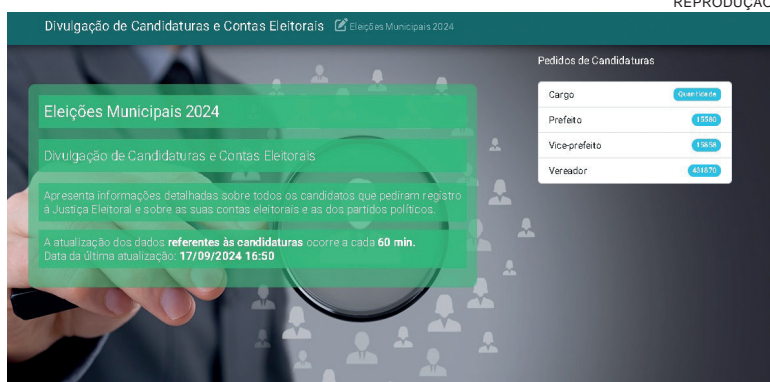 REPRODUÇÃO
Divulgação de Candidaturas e Contas Eleitorais Eleições Municipais 2024
Pedidos de Candidaturas
Cargo Quantidade
Prefeito 15580
Vice-prefeito 15858
Vereador 431870
Eleições Municipais 2024
Divulgação de Candidaturas e Contas Eleitorais
Apresenta informações detalhadas sobre todos os candidatos que pediram registro
à Justiça Eleitoral e sobre as suas contas eleitorais e as dos partidos políticos.
A atualização dos dados referentes às candidaturas ocorre a cada 60 min.
Data da última atualização: 17/09/2024 16:50